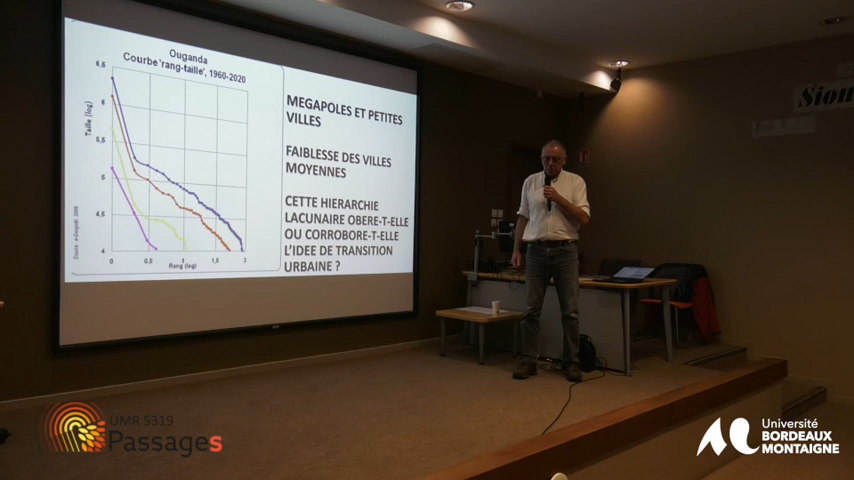 Ouganda
Courbe 'rang-taille', 1960-2020
6,5
6
5,5
5
4,5
4
Taille (log)
0
0,5
1
1,5
2
Rang (log)
MEGAPOLES ET PETITES
VILLES
FAIBLESSE DES VILLES
MOYENNES
CETTE HIERARCHIE
LACUNAIRE OBERE-T-ELLE
OU CORROBORE-T-ELLE
L'IDEE DE TRANSITION
URBAINE ?
UMR 5319
Passages
Université
BORDEAUX
MONTAIGNE